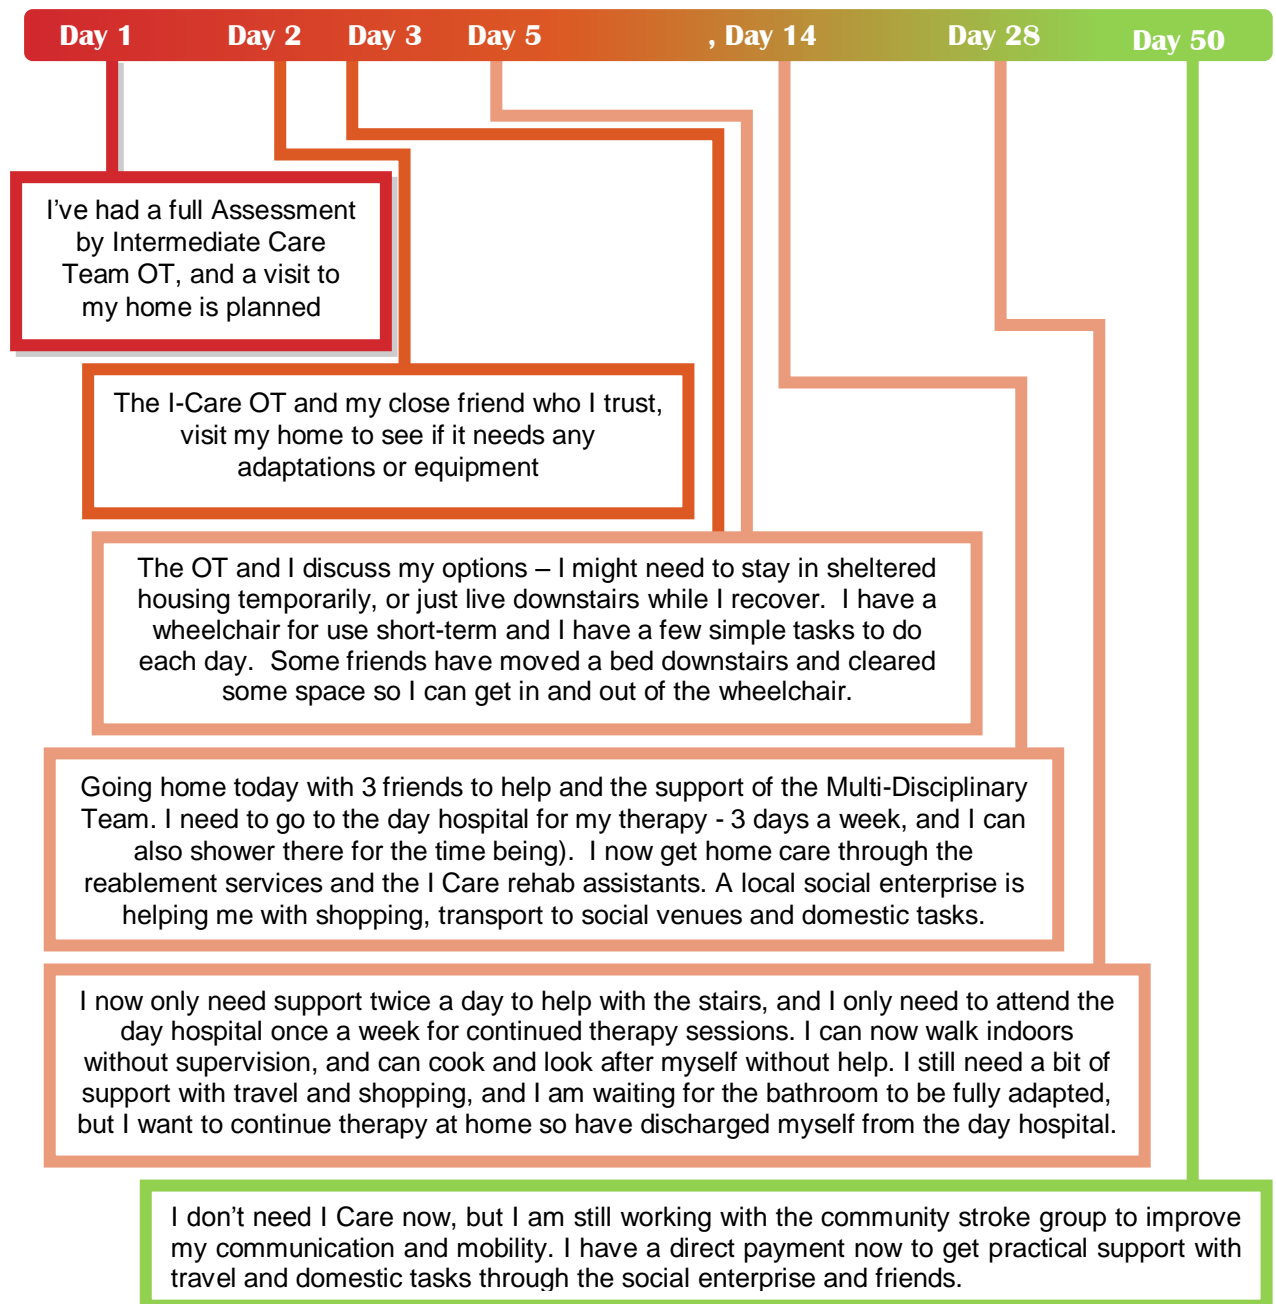 Day 1 Day 2 Day 3 Day 5 , Day 14 Day 28 Day 50
I've had a full Assessment
by Intermediate Care
Team OT, and a visit to
my home is planned
The I-Care OT and my close friend who I trust,
visit my home to see if it needs any
adaptations or equipment
The OT and I discuss my options – I might need to stay in sheltered
housing temporarily, or just live downstairs while I recover.  I have a
wheelchair for use short-term and I have a few simple tasks to do
each day.  Some friends have moved a bed downstairs and cleared
some space so I can get in and out of the wheelchair.
Going home today with 3 friends to help and the support of the Multi-Disciplinary
Team. I need to go to the day hospital for my therapy - 3 days a week, and I can
also shower there for the time being).  I now get home care through the
reablement services and the I Care rehab assistants. A local social enterprise is
helping me with shopping, transport to social venues and domestic tasks.
I now only need support twice a day to help with the stairs, and I only need to attend the
day hospital once a week for continued therapy sessions. I can now walk indoors
without supervision, and can cook and look after myself without help. I still need a bit of
support with travel and shopping, and I am waiting for the bathroom to be fully adapted,
but I want to continue therapy at home so have discharged myself from the day hospital.
I don't need I Care now, but I am still working with the community stroke group to improve
my communication and mobility. I have a direct payment now to get practical support with
travel and domestic tasks through the social enterprise and friends.